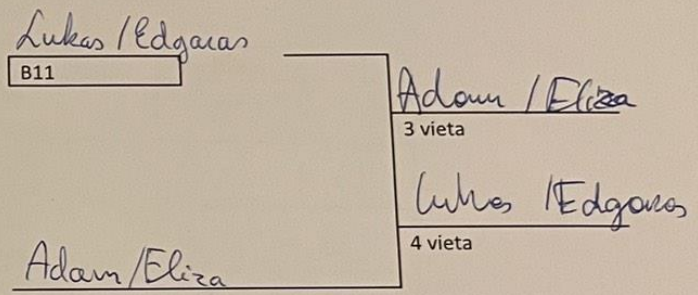 Lukas / Edgaras
B11
Adam / Eliza
3 vieta
Lukas / Edgaras
4 vieta
Adam / Eliza